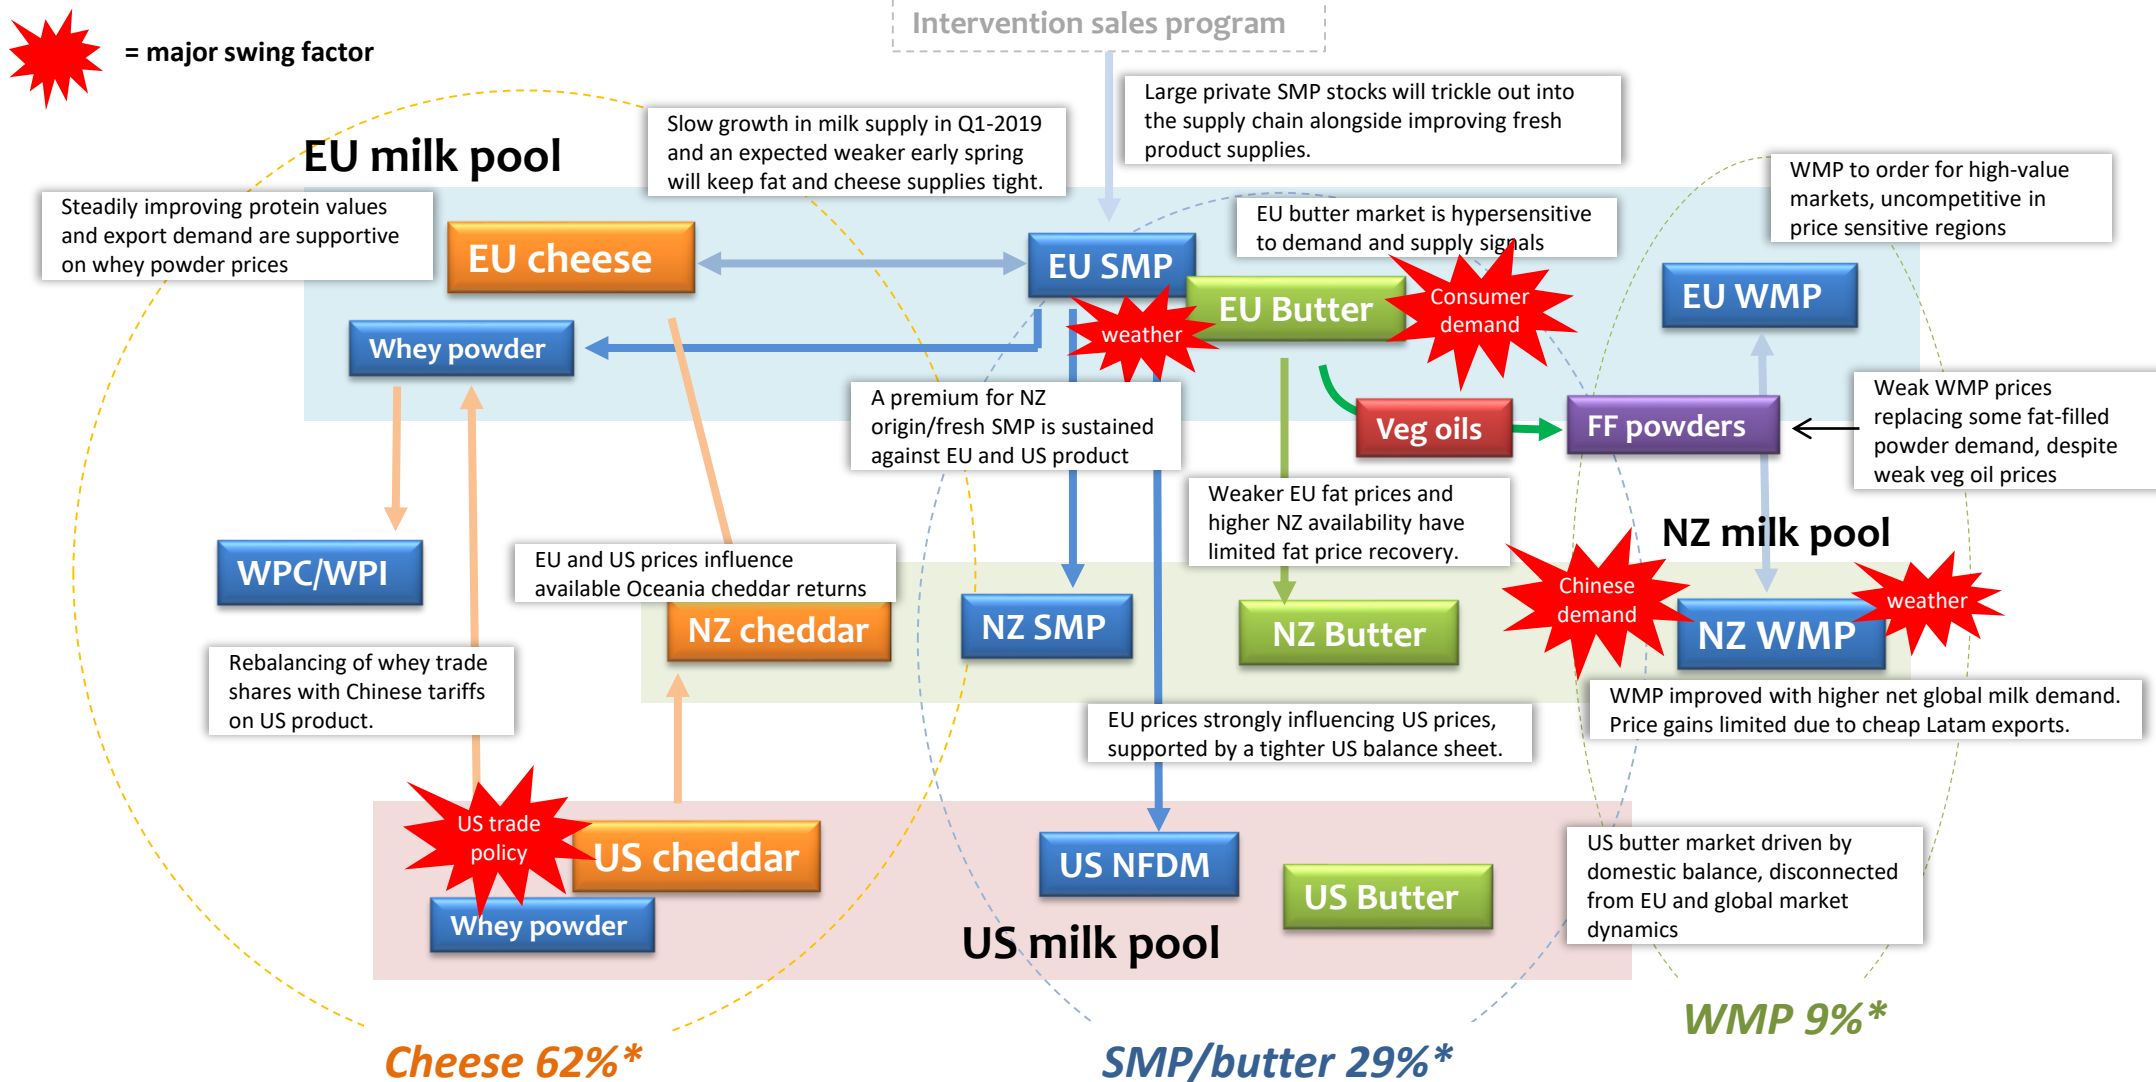 Intervention sales program
= major swing factor
Large private SMP stocks will trickle out into
the supply chain alongside improving fresh
product supplies.
Slow growth in milk supply in Q1-2019
and an expected weaker early spring
will keep fat and cheese supplies tight.
EU milk pool
WMP to order for high-value
markets, uncompetitive in
price sensitive regions
Steadily improving protein values
and export demand are supportive
on whey powder prices
EU butter market is hypersensitive
to demand and supply signals
EU cheese
EU SMP
EU Butter
Consumer
demand
EU WMP
weather
Whey powder
A premium for NZ
origin/fresh SMP is sustained
against EU and US product
Veg oils
FF powders
Weak WMP prices
replacing some fat-filled
powder demand, despite
weak veg oil prices
Weaker EU fat prices and
higher NZ availability have
limited fat price recovery.
NZ milk pool
WPC/WPI
EU and US prices influence
available Oceania cheddar returns
Chinese
demand
weather
NZ cheddar
NZ SMP
NZ Butter
NZ WMP
Rebalancing of whey trade
shares with Chinese tariffs
on US product.
WMP improved with higher net global milk demand.
Price gains limited due to cheap Latam exports.
EU prices strongly influencing US prices,
supported by a tighter US balance sheet.
US trade
policy
US cheddar
US NFDM
US Butter
US butter market driven by
domestic balance, disconnected
from EU and global market
dynamics
Whey powder
US milk pool
WMP 9%*
Cheese 62%*
SMP/butter 29%*